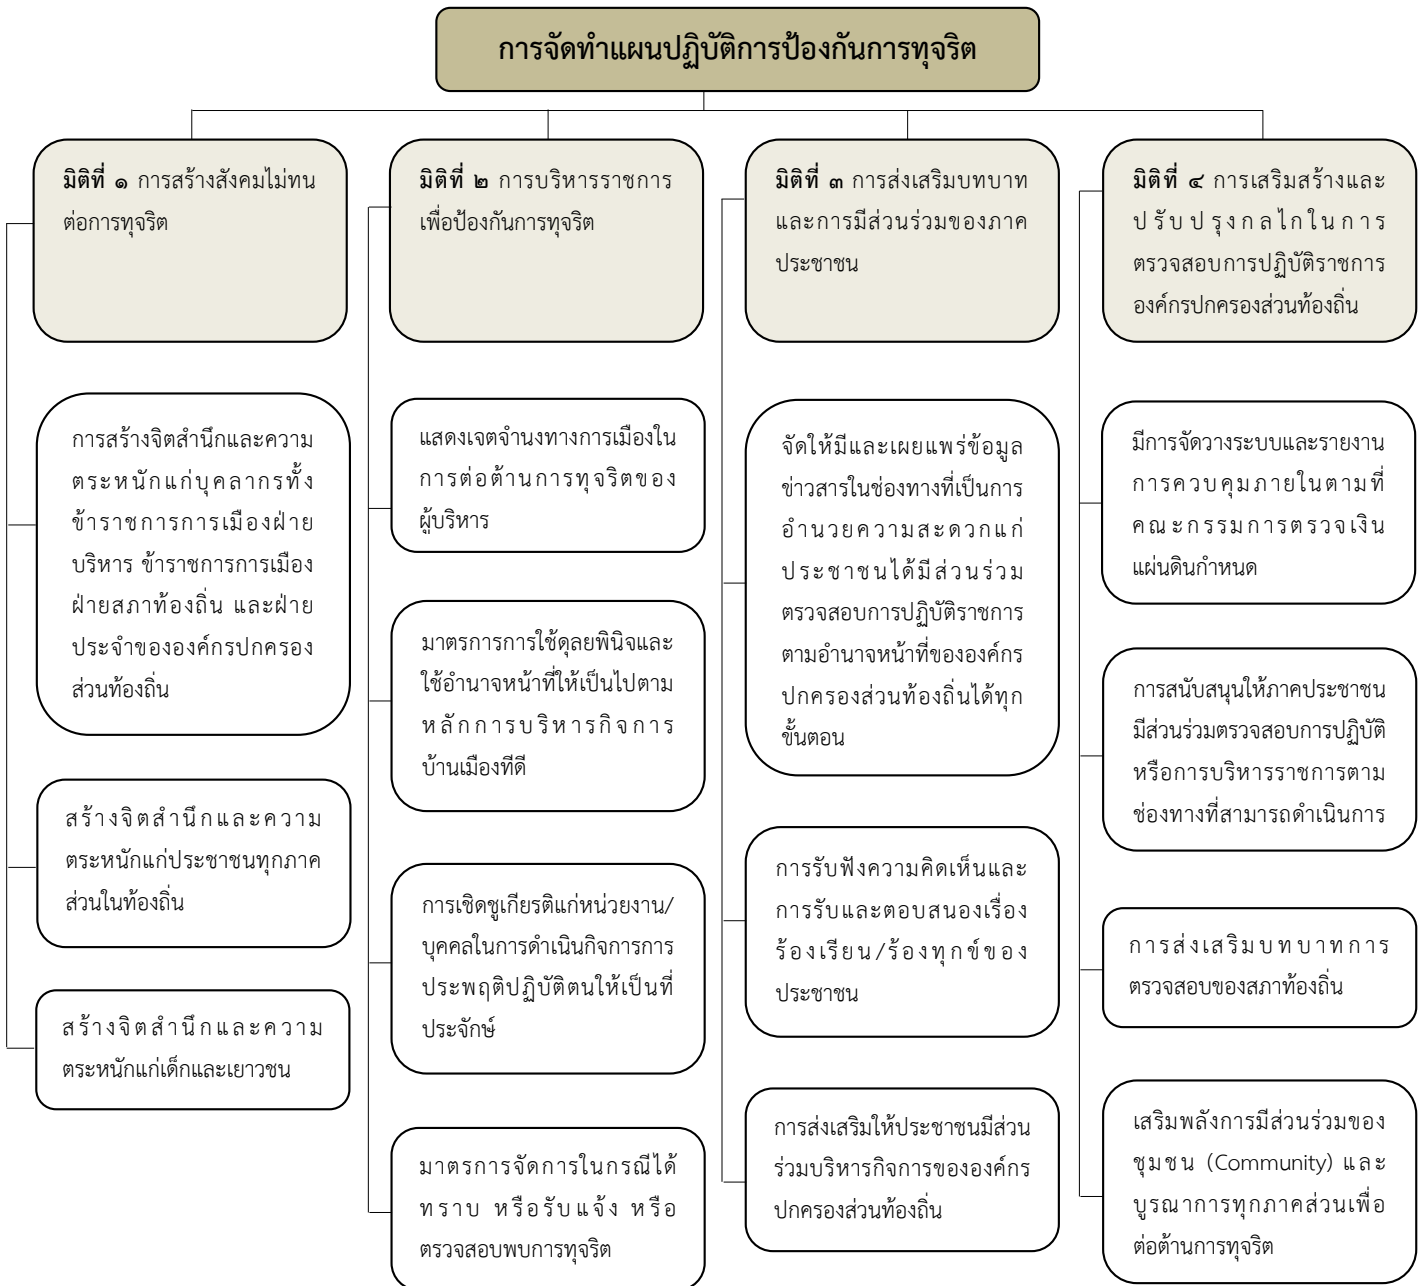 การจัดทำแผนปฏิบัติการป้องกันการทุจริต
มิติที่ ๑ การสร้างสังคมไม่ทน
ต่อการทุจริต
การสร้างจิตสำนึกและความ
ตระหนักแก่บุคลากรทั้ง
ข้าราชการการเมืองฝ่าย
บริหาร ข้าราชการการเมือง
ฝ่ายสภาท้องถิ่น และฝ่าย
ประจำขององค์กรปกครอง
ส่วนท้องถิ่น
สร้างจิตสำนึกและความ
ตระหนักแก่ประชาชนทุกภาค
ส่วนในท้องถิ่น
สร้างจิตสำนึกและความ
ตระหนักแก่เด็กและเยาวชน
มิติที่ ๒ การบริหารราชการ
เพื่อป้องกันการทุจริต
แสดงเจตจำนงทางการเมืองใน
การต่อต้านการทุจริตของ
ผู้บริหาร
มาตรการการใช้ดุลยพินิจและ
ใช้อำนาจหน้าที่ให้เป็นไปตาม
หลักการบริหารกิจการ
บ้านเมืองทีดี
การเชิดชูเกียรติแก่หน่วยงาน/
บุคคลในการดำเนินกิจการการ
ประพฤติปฏิบัติตนให้เป็นที่
ประจักษ์
มาตรการจัดการในกรณีได้
ทราบ หรือรับแจ้ง หรือ
ตรวจสอบพบการทุจริต
มิติที่ ๓ การส่งเสริมบทบาท
และการมีส่วนร่วมของภาค
ประชาชน
จัดให้มีและเผยแพร่ข้อมูล
ข่าวสารในช่องทางที่เป็นการ
อำนวยความสะดวกแก่
ประชาชนได้มีส่วนร่วม
ตรวจสอบการปฏิบัติราชการ
ตามอำนาจหน้าที่ขององค์กร
ปกครองส่วนท้องถิ่นได้ทุก
ขั้นตอน
การรับฟังความคิดเห็นและ
การรับและตอบสนองเรื่อง
ร้องเรียน/ร้องทุกข์ของ
ประชาชน
การส่งเสริมให้ประชาชนมีส่วน
ร่วมบริหารกิจการขององค์กร
ปกครองส่วนท้องถิ่น
มิติที่ ๔ การเสริมสร้างและ
ปรับปรุงกลไกในการ
ตรวจสอบการปฏิบัติราชการ
องค์กรปกครองส่วนท้องถิ่น
มีการจัดวางระบบและรายงาน
การควบคุมภายในตามที่
คณะกรรมการตรวจเงิน
แผ่นดินกำหนด
การสนับสนุนให้ภาคประชาชน
มีส่วนร่วมตรวจสอบการปฏิบัติ
หรือการบริหารราชการตาม
ช่องทางที่สามารถดำเนินการ
การส่งเสริมบทบาทการ
ตรวจสอบของสภาท้องถิ่น
เสริมพลังการมีส่วนร่วมของ
ชุมชน (Community) และ
บูรณาการทุกภาคส่วนเพื่อ
ต่อต้านการทุจริต